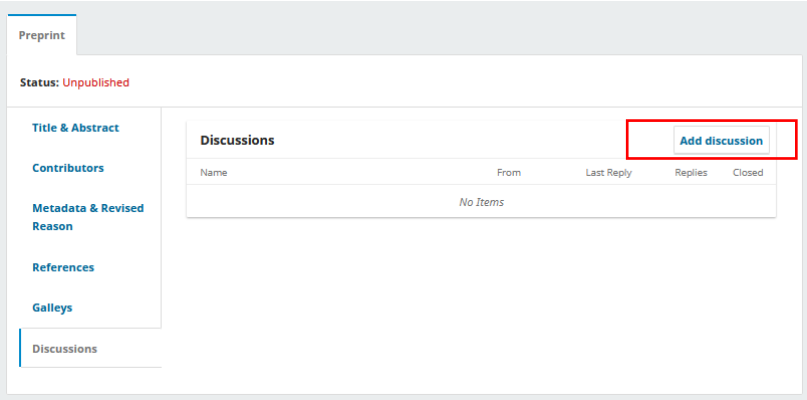 Preprint
Status: Unpublished
Title & Abstract
Contributors
Metadata & Revised
Reason
References
Galleys
Discussions
Discussions
Add discussion
Name From Last Reply Replies Closed
No Items